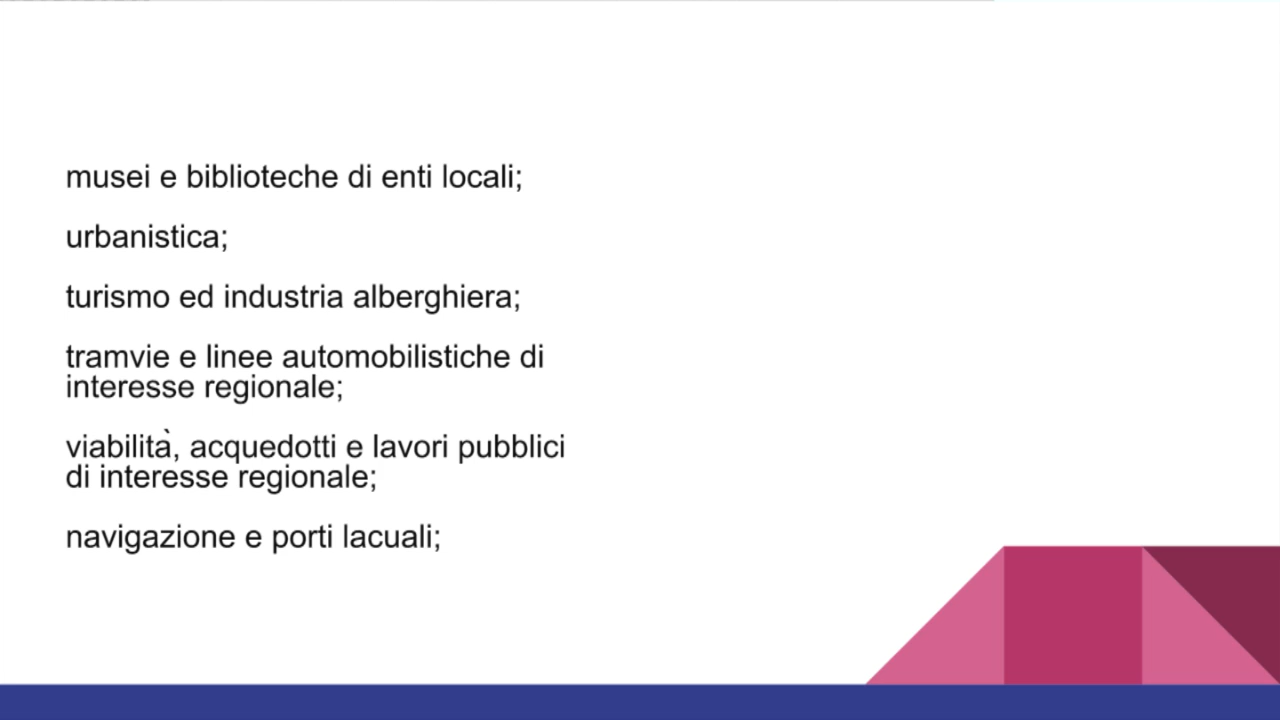 musei e biblioteche di enti locali;
urbanistica;
turismo ed industria alberghiera;
tramvie e linee automobilistiche di
interesse regionale;
viabilità, acquedotti e lavori pubblici
di interesse regionale;
navigazione e porti lacuali;